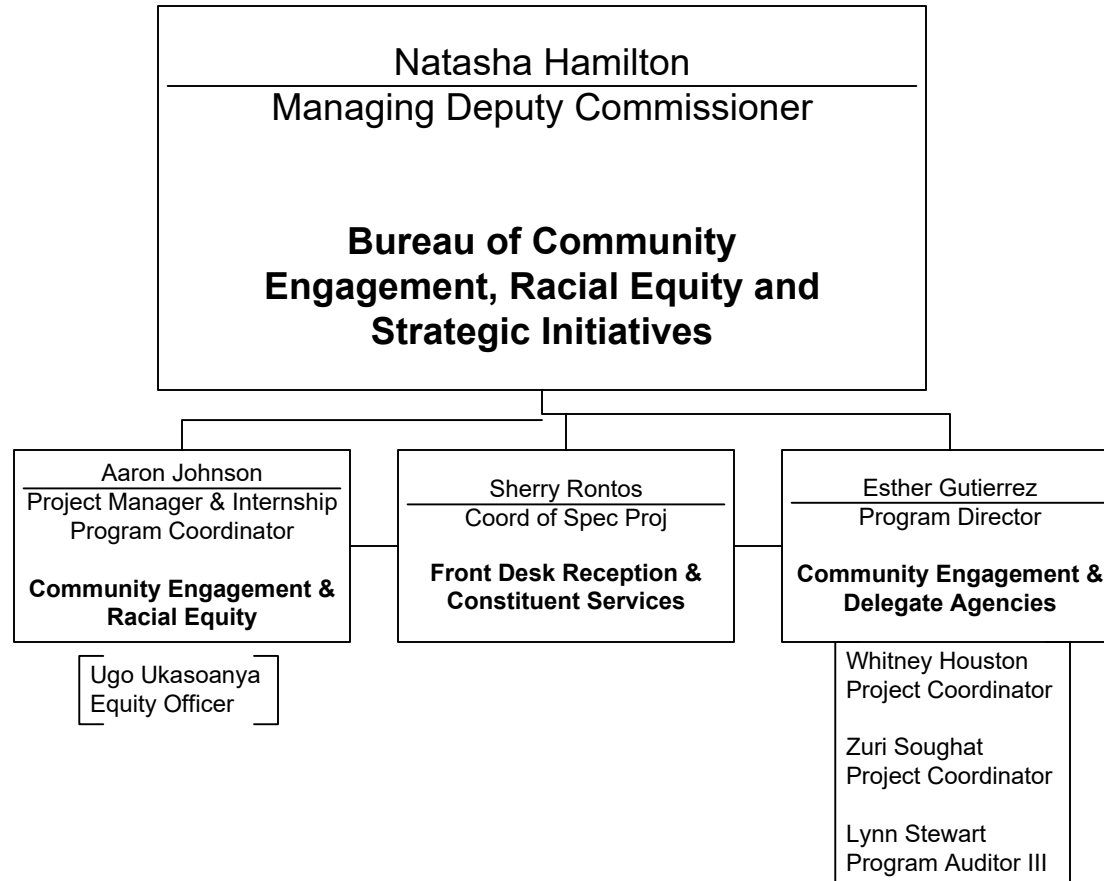 Natasha Hamilton
Managing Deputy Commissioner
Bureau of Community
Engagement, Racial Equity and
Strategic Initiatives
Aaron Johnson
Project Manager & Internship
Program Coordinator
Community Engagement &
Racial Equity
Ugo Ukasoanya
Equity Officer
Sherry Rontos
Coord of Spec Proj
Front Desk Reception &
Constituent Services
Esther Gutierrez
Program Director
Community Engagement &
Delegate Agencies
Whitney Houston
Project Coordinator
Zuri Soughat
Project Coordinator
Lynn Stewart
Program Auditor III